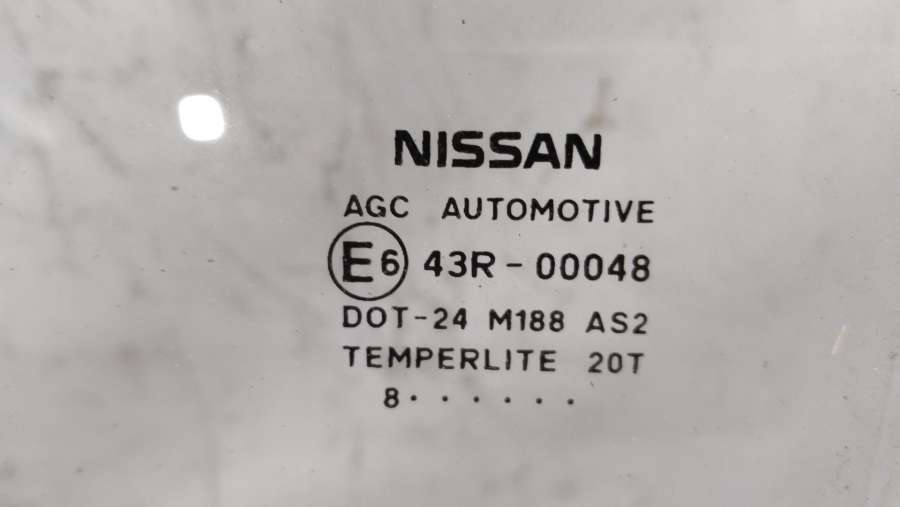 NISSAN
AGC AUTOMOTIVE
E6 43R-00048
DOT-24 M188 AS2
TEMPERLITE 20T
8······